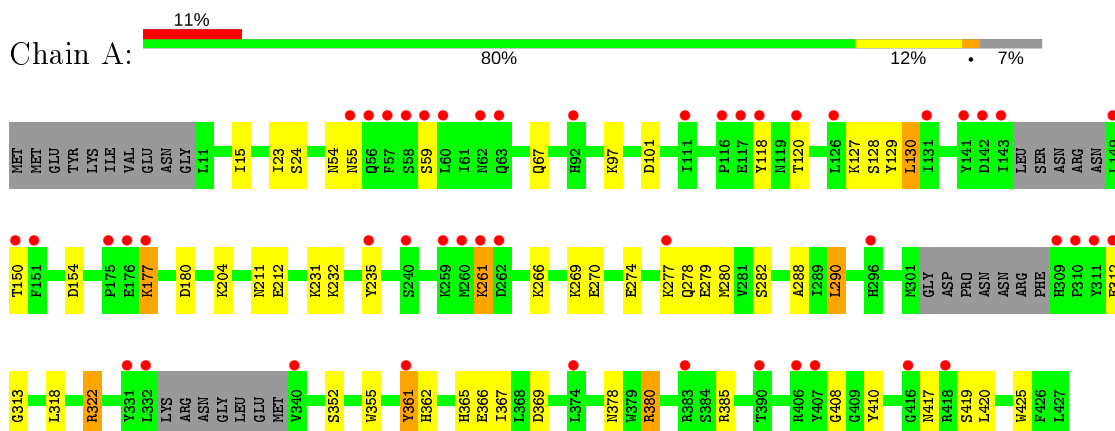 11%
Chain A:
80% 12% • 7%
MET MET GLU TYR LYS ILE VAL GLU ASN GLY L11 I15 I23 S24 N54 N55 Q56 F57 S58 S59 L60 I61 N62 Q63 Q67 H92 K97 D101 I111 P116 E117 Y118 N119 T120 L126 K127 S128 Y129 L130 I131 Y141 D142 I143 LEU SER ASN ARG ASN L149
T150 F151 D154 P175 E176 K177 D180 K204 N211 E212 K231 K232 Y235 S240 K259 M260 K261 D262 K266 K269 E270 E274 K277 Q278 E279 M280 V281 S282 A288 I289 L290 H296 M301 GLY ASP PRO ASN ASN ARG PHE H309 P310 Y311 E312
G313 L318 R322 Y331 L332 LYS ARG ASN GLY LEU GLU MET V340 S352 W355 Y361 H362 H365 E366 I367 L368 D369 L374 N378 W379 R380 R383 S384 R385 T390 R406 Y407 G408 G409 Y410 G416 N417 R418 S419 L420 W425 F426 L427